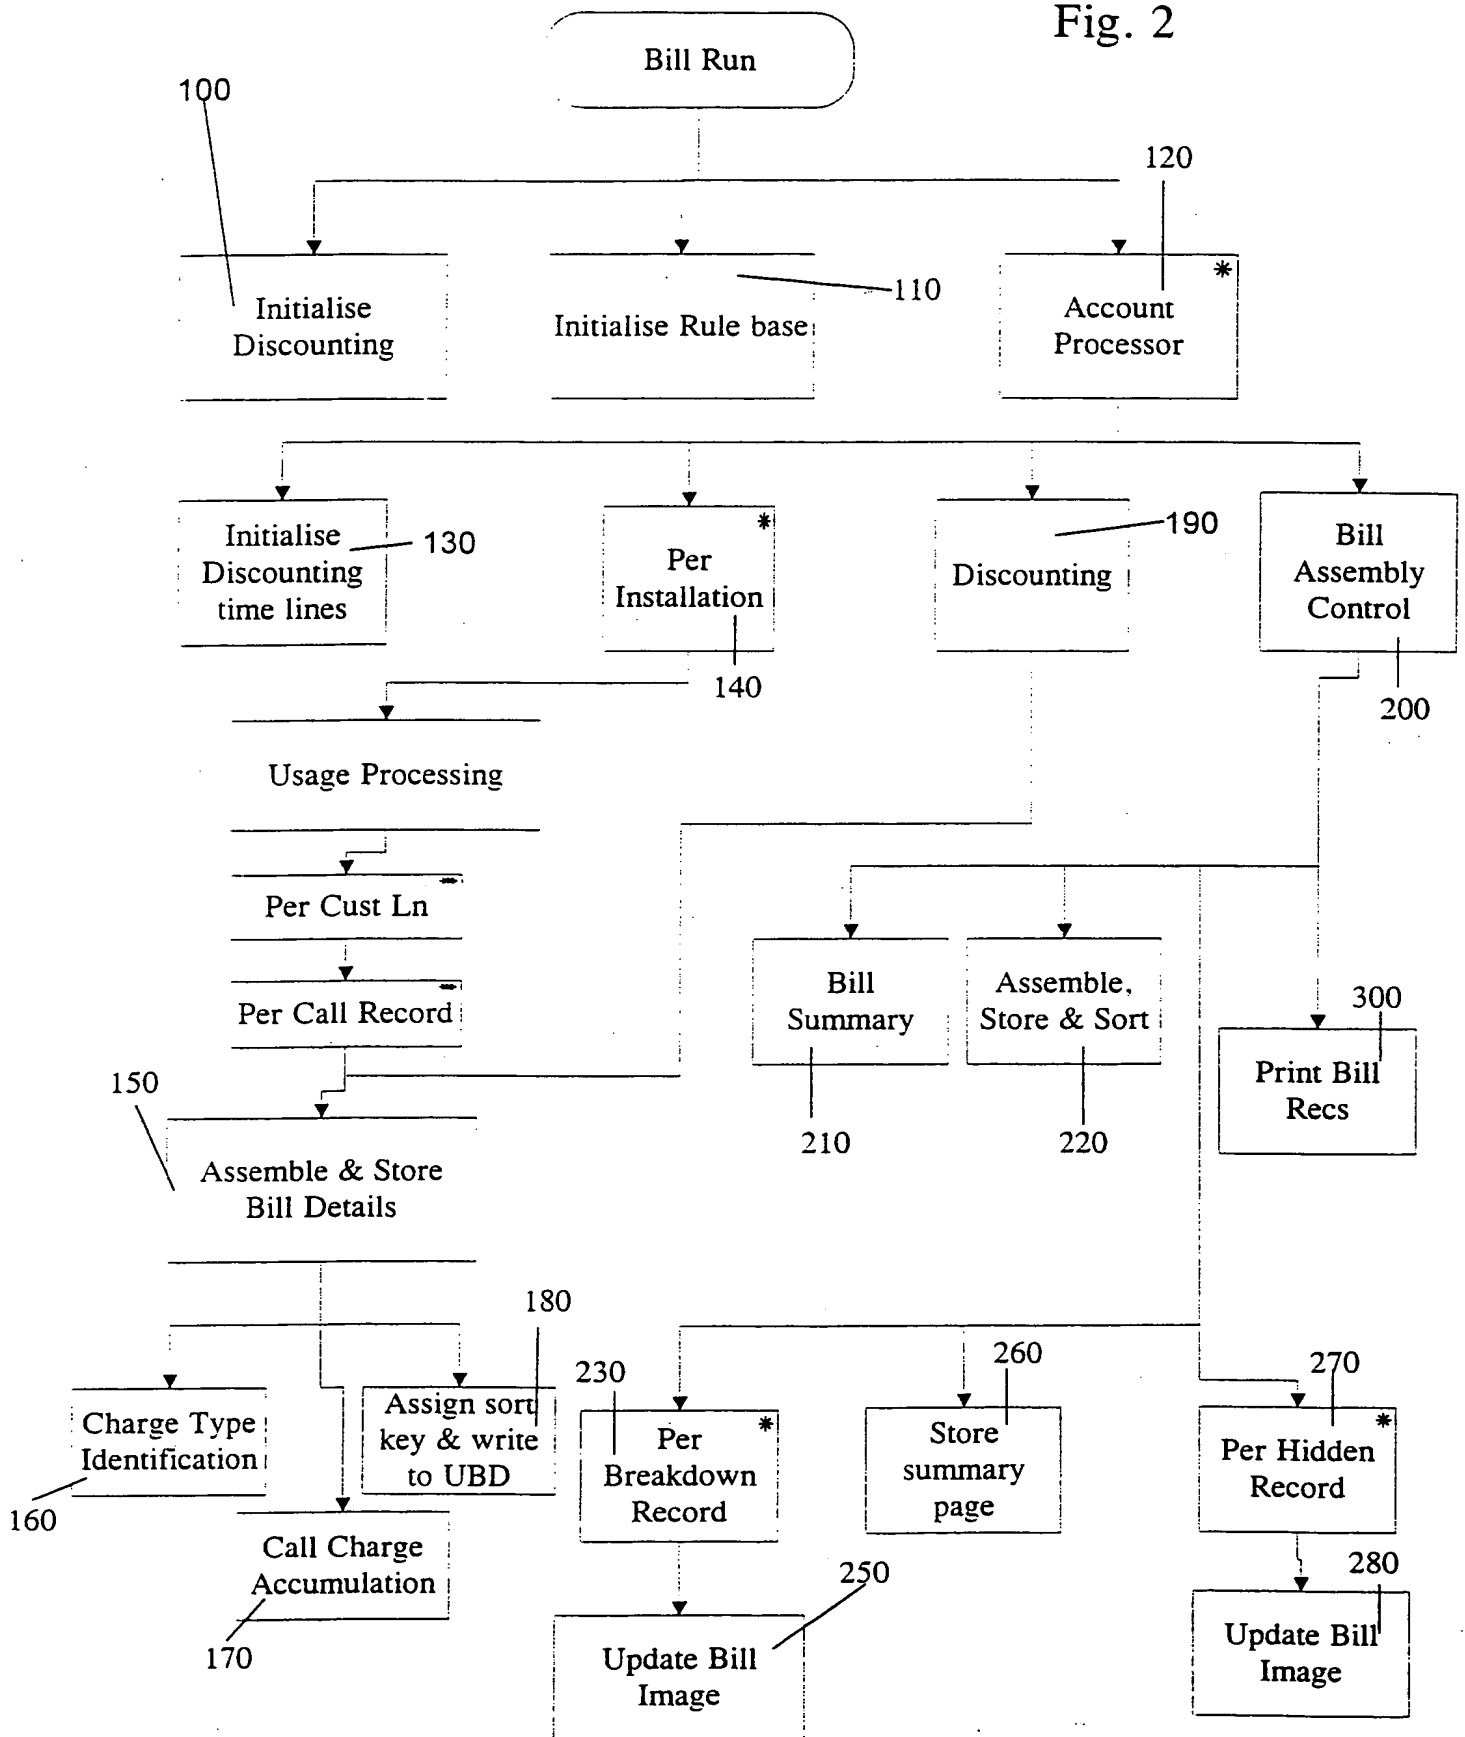 Fig. 2
Bill Run
100
120
*
Initialise
Discounting
Initialise Rule base
110
Account
Processor
Initialise
Discounting
time lines
130
*
Per
Installation
140
Discounting
190
Bill
Assembly
Control
200
Usage Processing
Per Cust Ln
Per Call Record
150
Assemble & Store
Bill Details
Bill
Summary
210
Assemble,
Store & Sort
220
300
Print Bill
Recs
Charge Type
Identification
160
Call Charge
Accumulation
170
180
Assign sort
key & write
to UBD
230
*
Per
Breakdown
Record
260
Store
summary
page
270
*
Per Hidden
Record
250
Update Bill
Image
280
Update Bill
Image